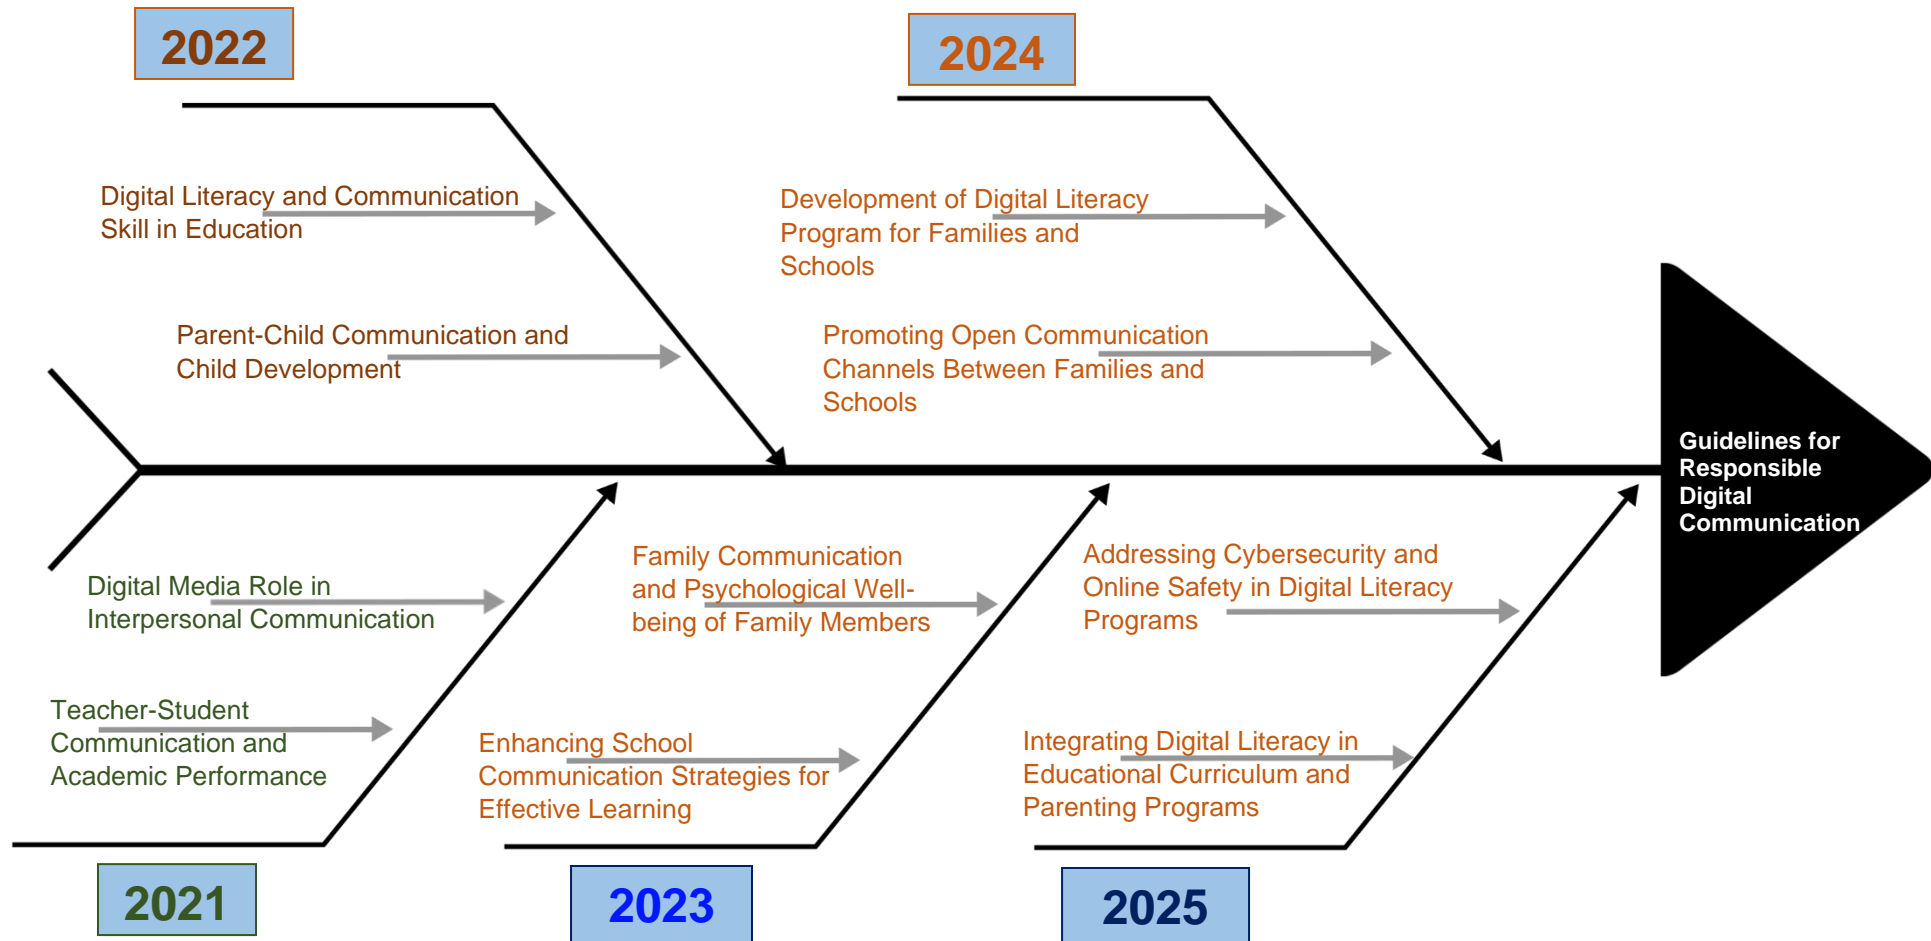 2022
2024
Digital Literacy and Communication
Skill in Education
Development of Digital Literacy
Program for Families and
Schools
Parent-Child Communication and
Child Development
Promoting Open Communication
Channels Between Families and
Schools
Guidelines for
Responsible
Digital
Communication
Digital Media Role in
Interpersonal Communication
Family Communication
and Psychological Well-
being of Family Members
Addressing Cybersecurity and
Online Safety in Digital Literacy
Programs
Teacher-Student
Communication and
Academic Performance
Enhancing School
Communication Strategies for
Effective Learning
Integrating Digital Literacy in
Educational Curriculum and
Parenting Programs
2021
2023
2025